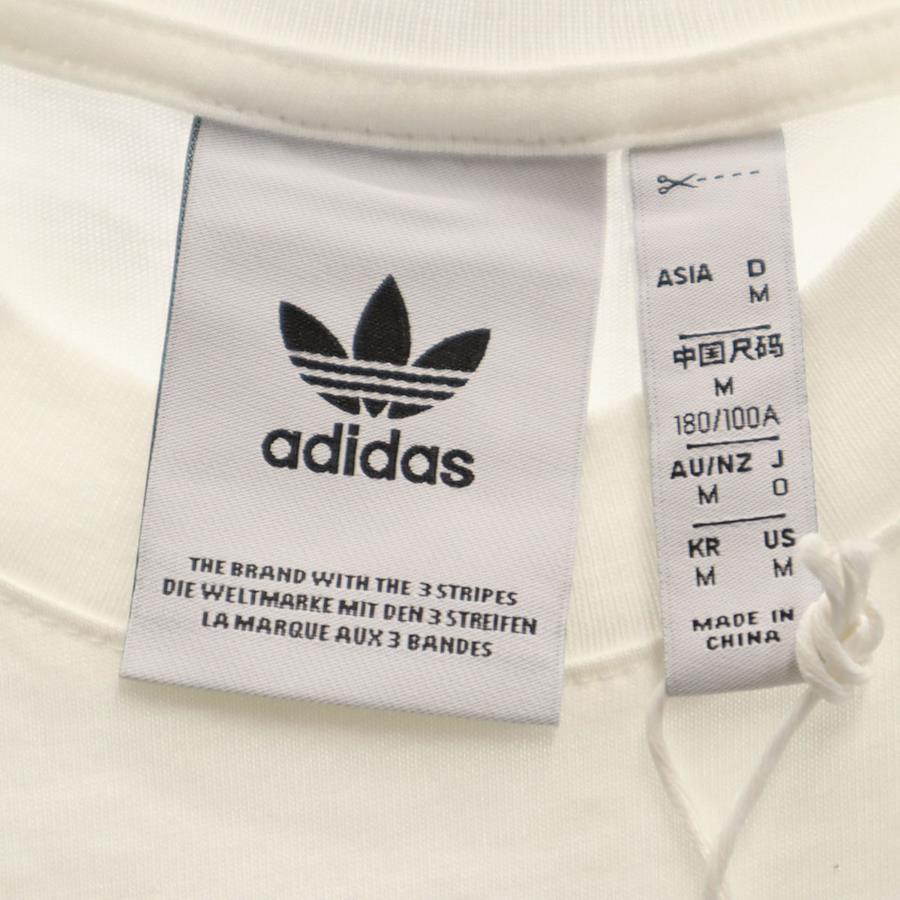 adidas
THE BRAND WITH THE 3 STRIPES
DIE WELTMARKE MIT DEN 3 STREIFEN
LA MARQUE AUX 3 BANDES
ASIA D
M
中国尺码
M
180/100A
AU/NZ J
M O
KR US
M M
MADE IN
CHINA